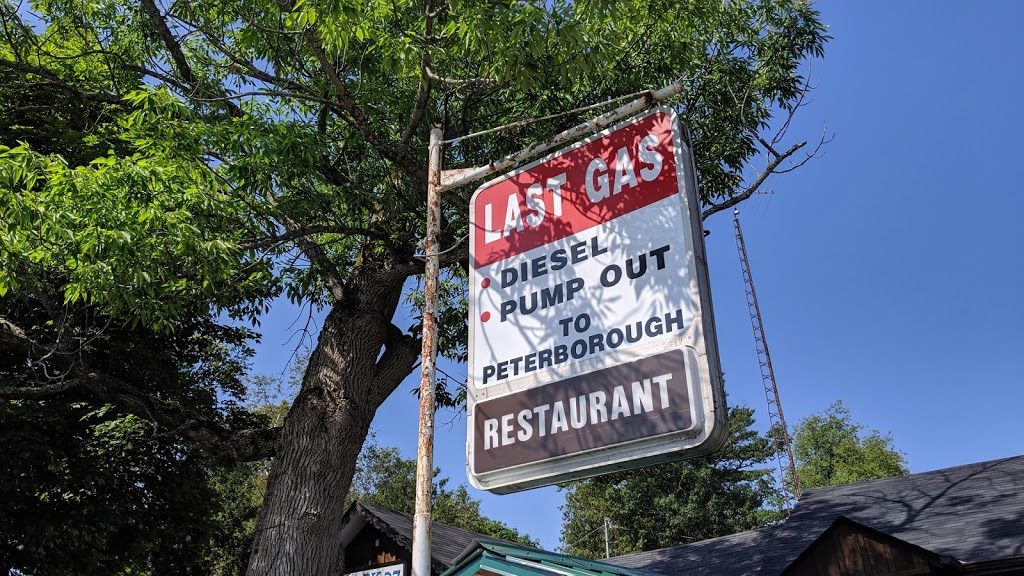 LAST GAS
• DIESEL
• PUMP OUT
TO
PETERBOROUGH
RESTAURANT